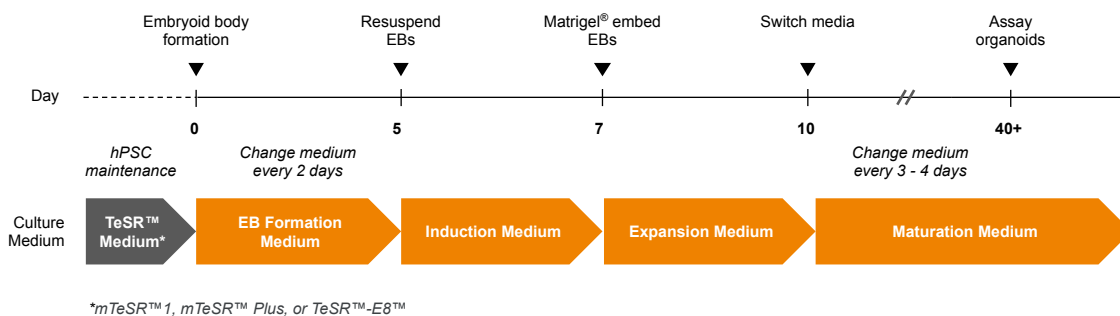 Embryoid body
formation
Resuspend
EBs
Matrigel® embed
EBs
Switch media
Assay
organoids
Day
0
5
7
10
40+
hPSC
maintenance
Change medium
every 2 days
Change medium
every 3 - 4 days
Culture
Medium
TeSR™
Medium*
EB Formation
Medium
Induction Medium
Expansion Medium
Maturation Medium
*mTeSR™1, mTeSR™ Plus, or TeSR™-E8™